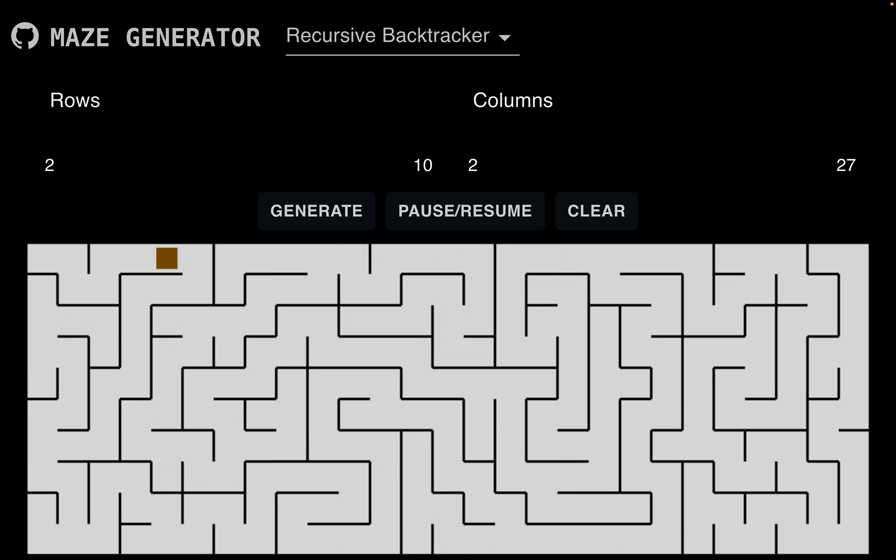 MAZE GENERATOR Recursive Backtracker
Rows Columns
2 10 2 27
GENERATE PAUSE/RESUME CLEAR